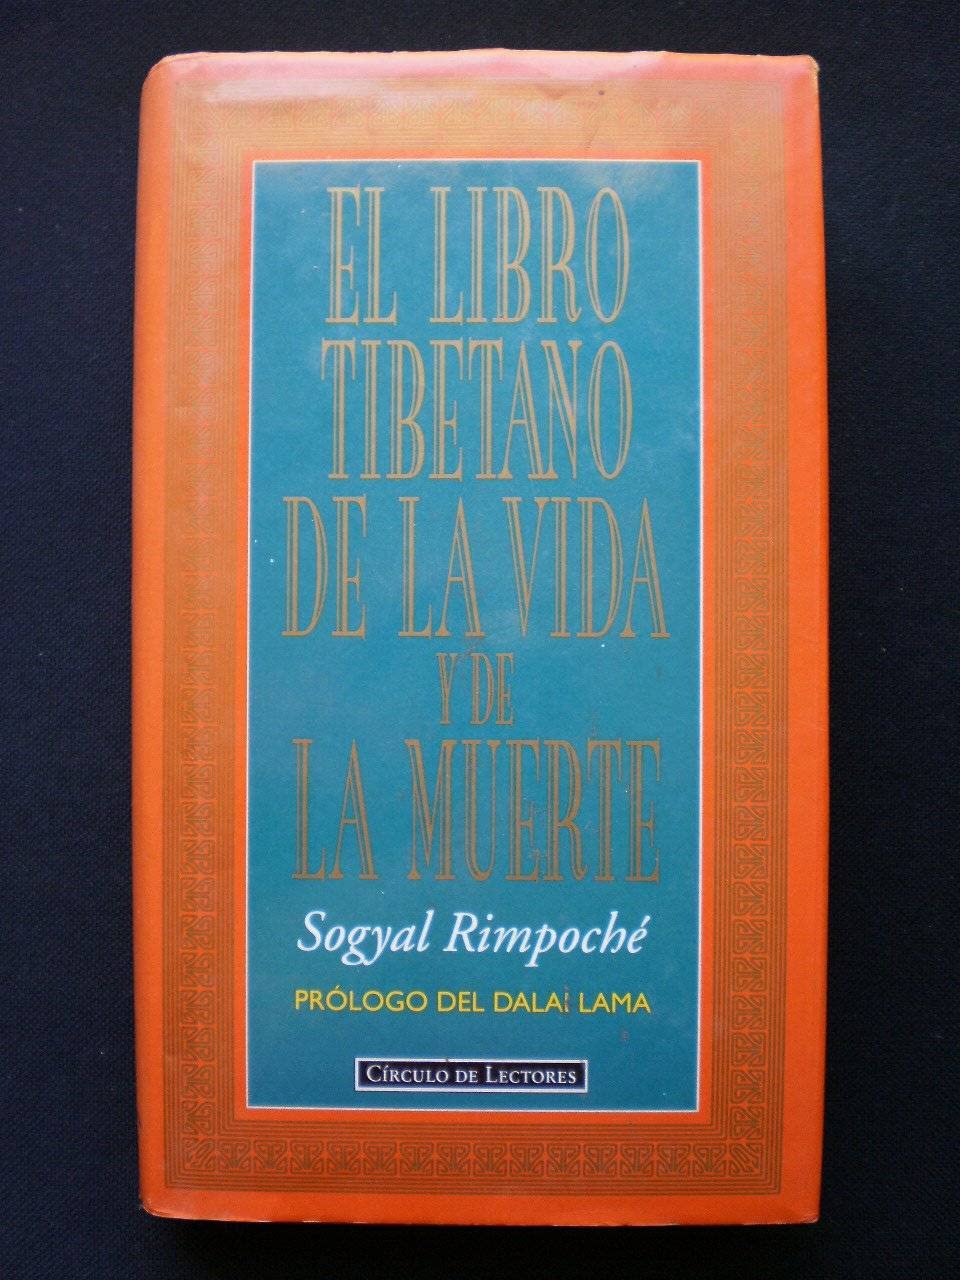 EL LIBRO
TIBETANO
DE LA VIDA
Y DE
LA MUERTE
Sogyal Rimpoché
PRÓLOGO DEL DALAI LAMA
CÍRCULO DE LECTORES